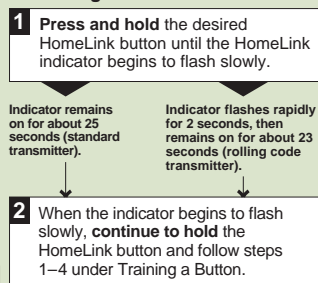 1 Press and hold the desired
HomeLink button until the HomeLink
indicator begins to flash slowly.
Indicator remains
on for about 25
seconds (standard
transmitter).
Indicator flashes rapidly
for 2 seconds, then
remains on for about 23
seconds (rolling code
transmitter).
2 When the indicator begins to flash
slowly, continue to hold the
HomeLink button and follow steps
1–4 under Training a Button.